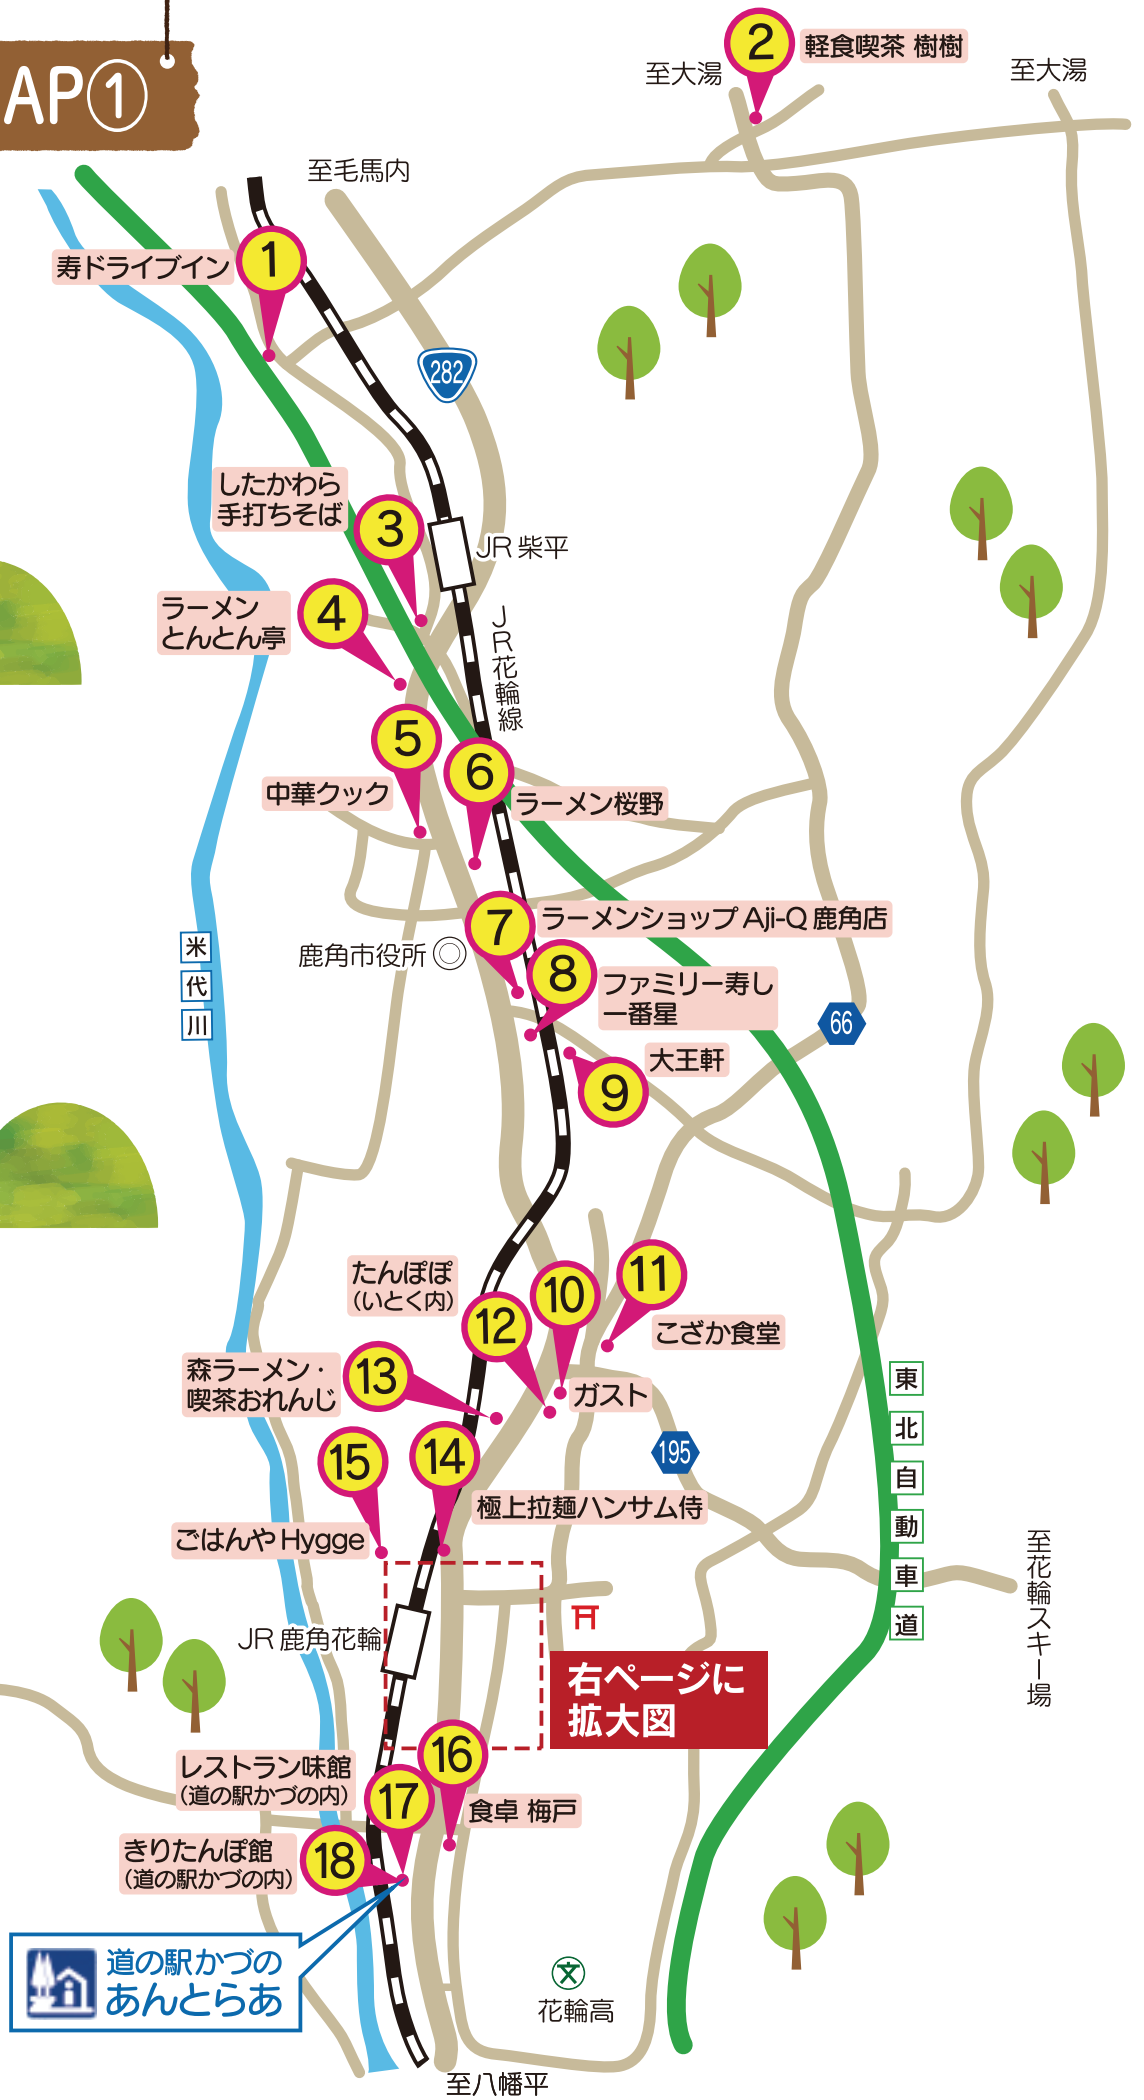 AP①
2
軽食喫茶 樹樹
至大湯
至大湯
至毛馬内
1
寿ドライブイン
282
したかわら
手打ちそば
3
JR 柴平
4
ラーメン
とんとん亭
JR花輪線
5
6
中華クック
ラーメン桜野
7
ラーメンショップ Aji-Q 鹿角店
鹿角市役所
8
ファミリー寿し
一番星
米代川
66
大王軒
9
たんぽぽ
(いとく内)
10
11
12
こざか食堂
森ラーメン・
喫茶おれんじ
13
ガスト
東北自動車道
195
15
14
極上拉麺ハンサム侍
ごはんや Hygge
至花輪スキー場
JR 鹿角花輪
右ページに
拡大図
レストラン味館
(道の駅かづの内)
16
17
食卓 梅戸
きりたんぽ館
(道の駅かづの内)
18
道の駅かづの
あんとらあ
文
花輪高
至八幡平